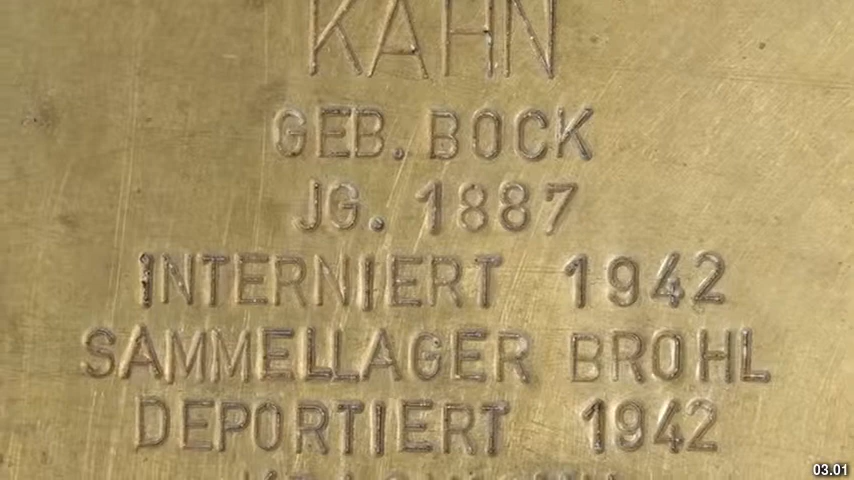 KAHN
GEB. BOCK
JG. 1887
INTERNIERT 1942
SAMMELLAGER BROHL
DEPORTIERT 1942
03.01